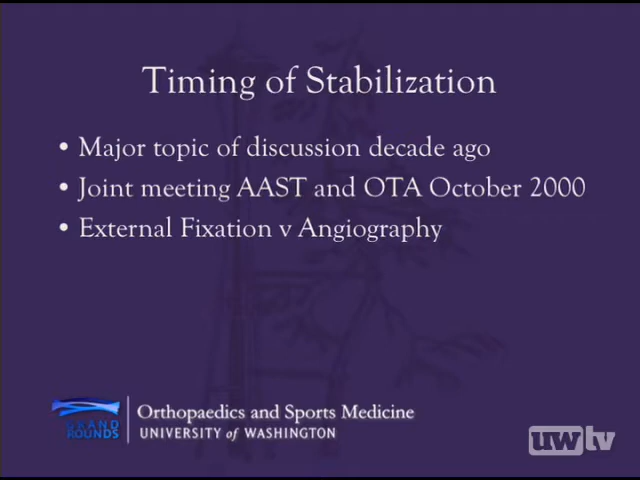 Timing of Stabilization
• Major topic of discussion decade ago
• Joint meeting AAST and OTA October 2000
• External Fixation v Angiography
GRAND
ROUNDS
Orthopaedics and Sports Medicine
UNIVERSITY of WASHINGTON
uwtv